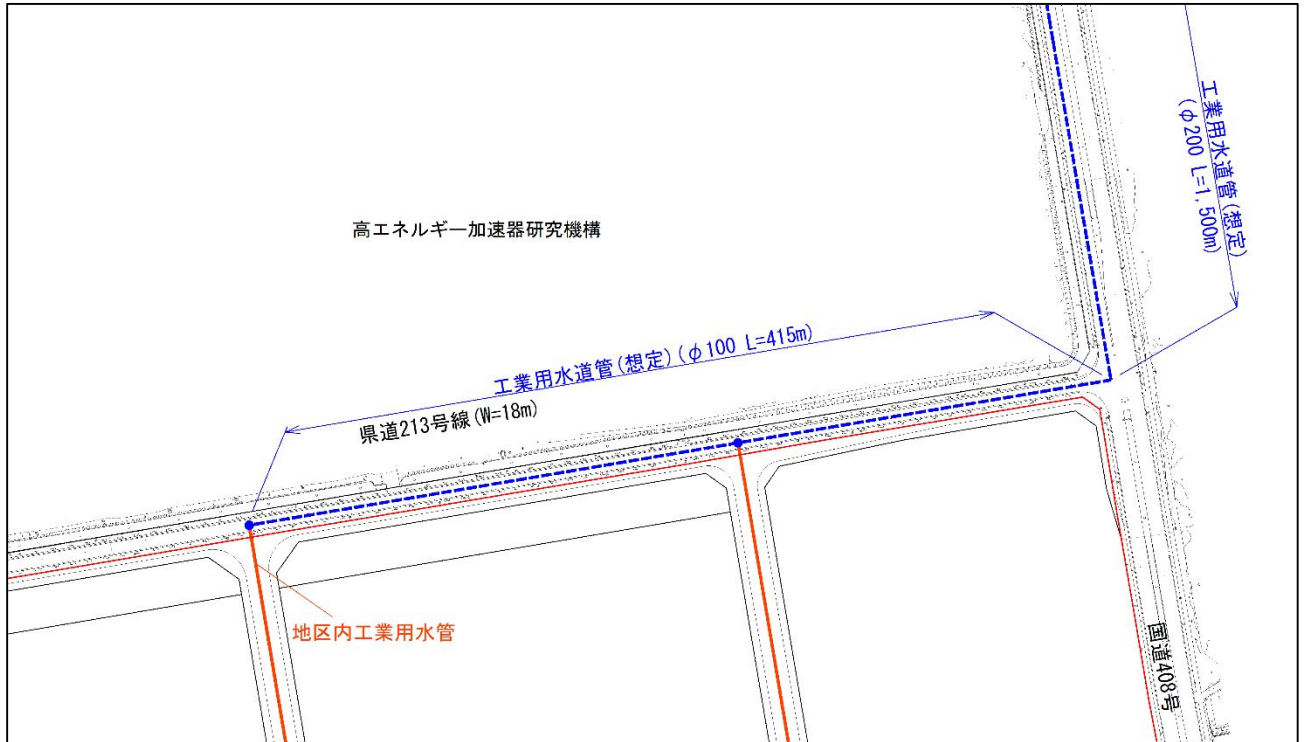 工業用水道管(想定)
(φ200 L=1,500m)
高エネルギー加速器研究機構
工業用水道管(想定)(φ100 L=415m)
県道213号線(W=18m)
地区内工業用水管
国道408号